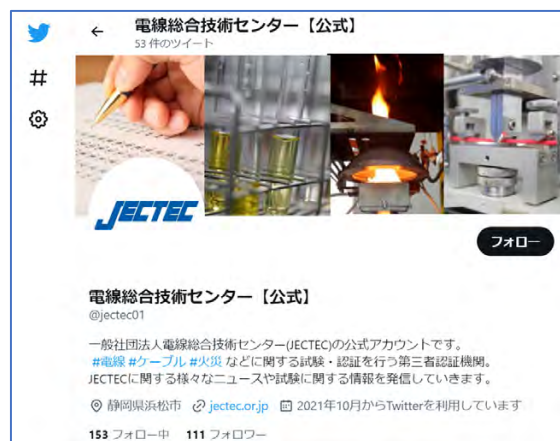 電線総合技術センター【公式】
53 件のツイート
JECTEC
フォロー
電線総合技術センター【公式】
@jectec01
一般社団法人電線総合技術センター(JECTEC)の公式アカウントです。
#電線 #ケーブル #火災 などに関する試験・認証を行う第三者認証機関。
JECTECに関する様々なニュースや試験に関する情報を発信していきます。
静岡県浜松市 jectec.or.jp 2021年10月からTwitterを利用しています
153 フォロー中 111 フォロワー